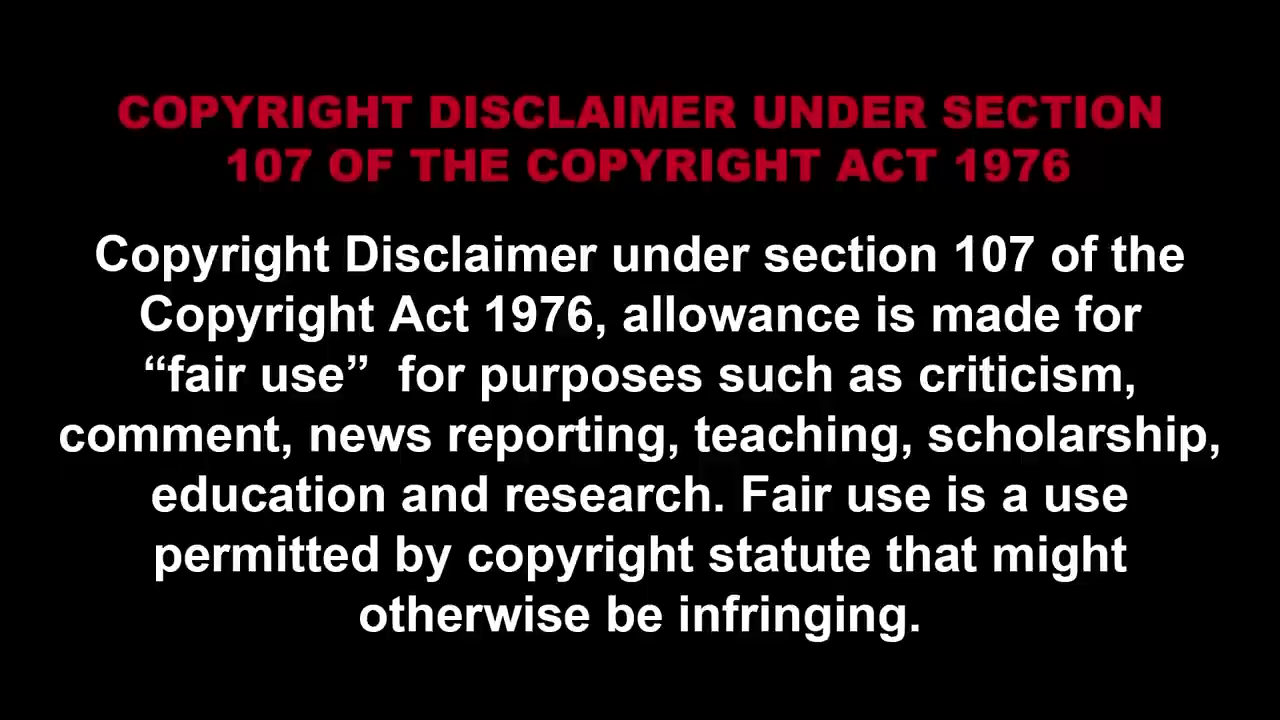 COPYRIGHT DISCLAIMER UNDER SECTION
107 OF THE COPYRIGHT ACT 1976
Copyright Disclaimer under section 107 of the
Copyright Act 1976, allowance is made for
“fair use”  for purposes such as criticism,
comment, news reporting, teaching, scholarship,
education and research. Fair use is a use
permitted by copyright statute that might
otherwise be infringing.